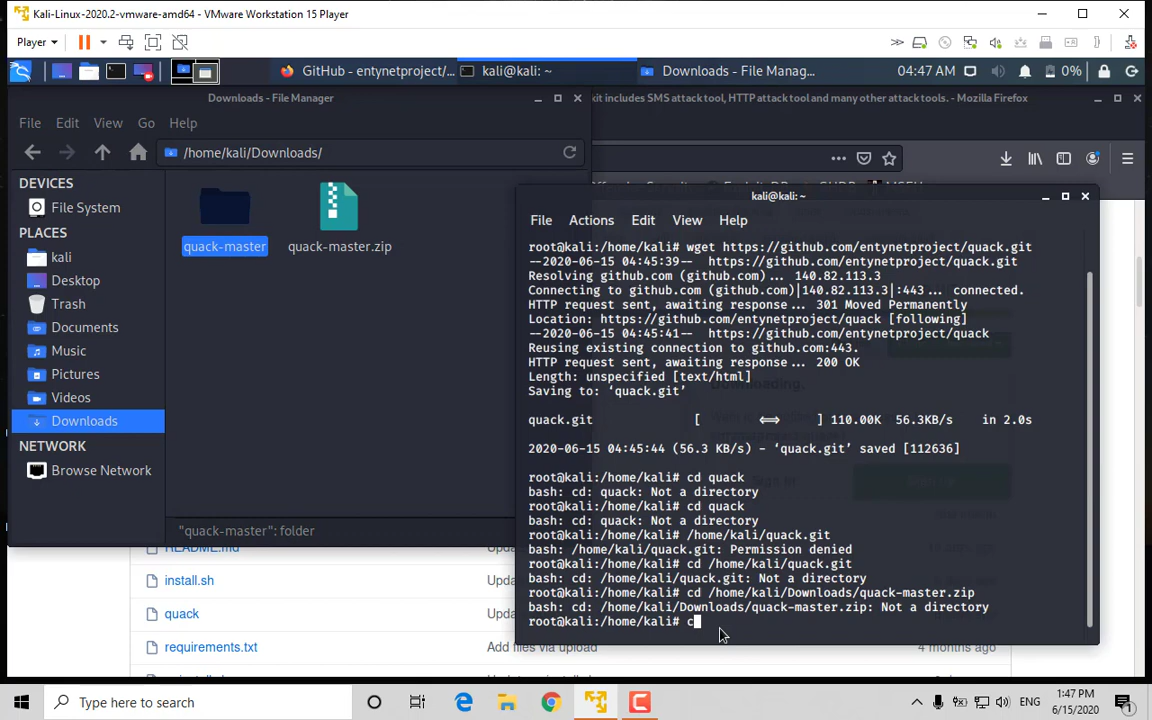 Kali-Linux-2020.2-vmware-amd64 - VMware Workstation 15 Player
Player
GitHub - entynetproject/...
kali@kali: ~
Downloads - File Manag...
04:47 AM
0%
Downloads - File Manager
kit includes SMS attack tool, HTTP attack tool and many other attack tools. - Mozilla Firefox
File Edit View Go Help
/home/kali/Downloads/
DEVICES
File System
PLACES
kali
Desktop
Trash
Documents
Music
Pictures
Videos
Downloads
NETWORK
Browse Network
quack-master
quack-master.zip
"quack-master": folder
kali@kali: ~
File Actions Edit View Help
root@kali:/home/kali# wget https://github.com/entynetproject/quack.git
--2020-06-15 04:45:39-- https://github.com/entynetproject/quack.git
Resolving github.com (github.com)... 140.82.113.3
Connecting to github.com (github.com)|140.82.113.3|:443... connected.
HTTP request sent, awaiting response... 301 Moved Permanently
Location: https://github.com/entynetproject/quack [following]
--2020-06-15 04:45:41-- https://github.com/entynetproject/quack
Reusing existing connection to github.com:443.
HTTP request sent, awaiting response... 200 OK
Length: unspecified [text/html]
Saving to: ‘quack.git’
quack.git [ <=> ] 110.00K 56.3KB/s in 2.0s
2020-06-15 04:45:44 (56.3 KB/s) - ‘quack.git’ saved [112636]
root@kali:/home/kali# cd quack
bash: cd: quack: Not a directory
root@kali:/home/kali# cd quack
bash: cd: quack: Not a directory
root@kali:/home/kali# /home/kali/quack.git
bash: /home/kali/quack.git: Permission denied
root@kali:/home/kali# cd /home/kali/quack.git
bash: cd: /home/kali/quack.git: Not a directory
root@kali:/home/kali# cd /home/kali/Downloads/quack-master.zip
bash: cd: /home/kali/Downloads/quack-master.zip: Not a directory
root@kali:/home/kali# c
README.md
install.sh
quack
requirements.txt
Add files via upload
4 months ago
Type here to search
ENG
1:47 PM
6/15/2020
1